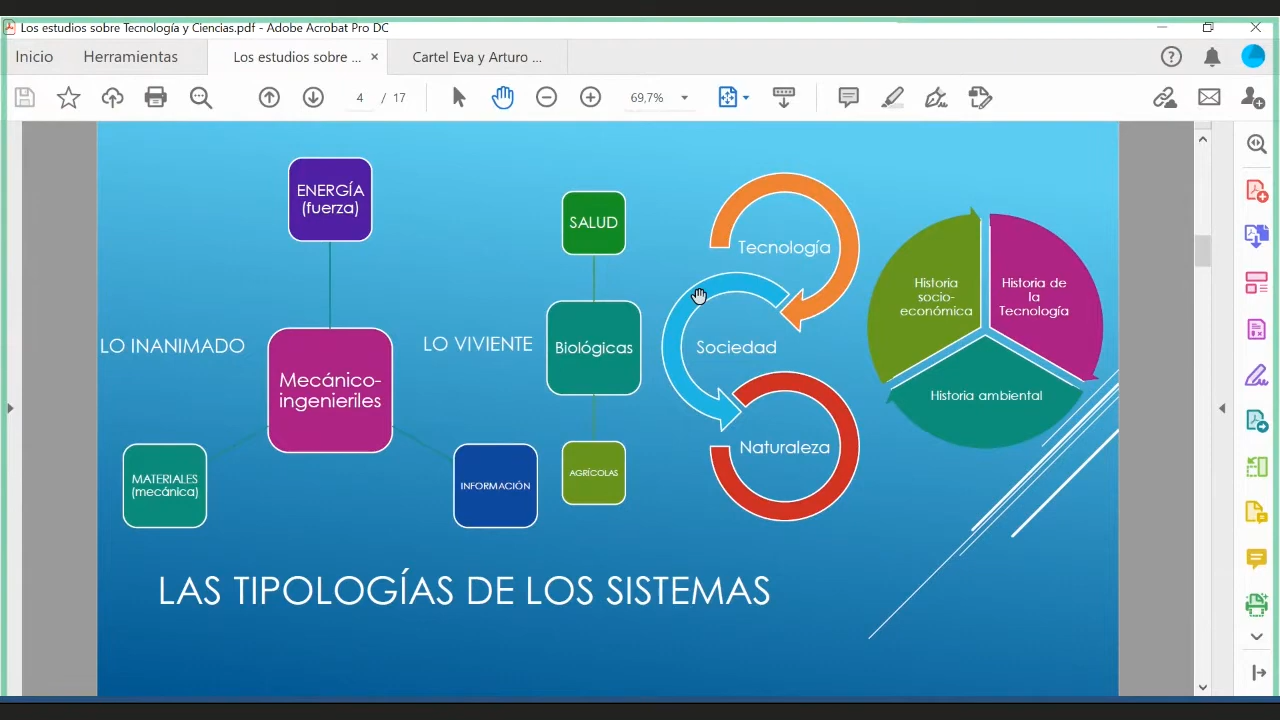 Los estudios sobre Tecnología y Ciencias.pdf - Adobe Acrobat Pro DC
Inicio
Herramientas
Los estudios sobre ...
Cartel Eva y Arturo ...
4 / 17
69,7%
ENERGÍA
(fuerza)
LO INANIMADO
Mecánico-
ingenieriles
MATERIALES
(mecánica)
INFORMACIÓN
LO VIVIENTE
SALUD
Biológicas
AGRÍCOLAS
Tecnología
Sociedad
Naturaleza
Historia
socio-
económica
Historia de
la
Tecnología
Historia ambiental
LAS TIPOLOGÍAS DE LOS SISTEMAS